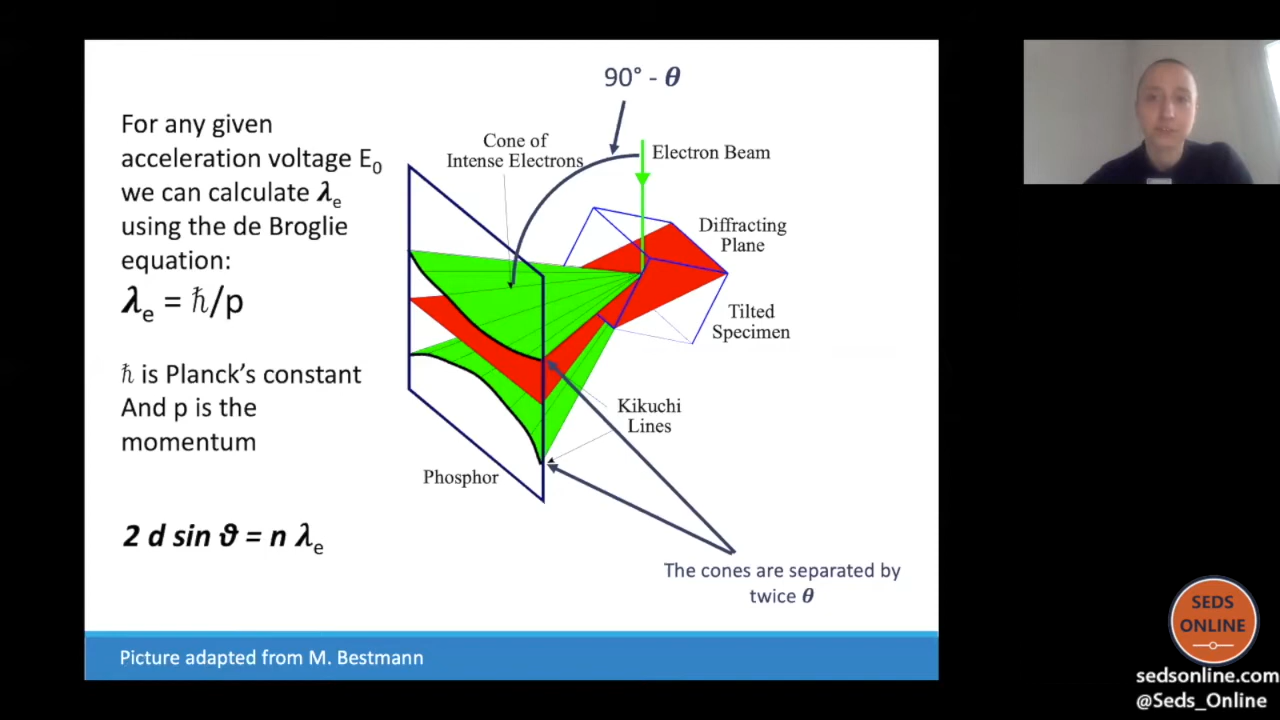 90° - θ
For any given
acceleration voltage E₀
we can calculate λₑ
using the de Broglie
equation:
λₑ = ℏ/p
ℏ is Planck's constant
And p is the
momentum
2 d sin ϑ = n λₑ
Cone of
Intense Electrons
Electron Beam
Diffracting
Plane
Tilted
Specimen
Kikuchi
Lines
Phosphor
The cones are separated by
twice θ
Picture adapted from M. Bestmann
SEDS
ONLINE
sedsonline.com
@Seds_Online